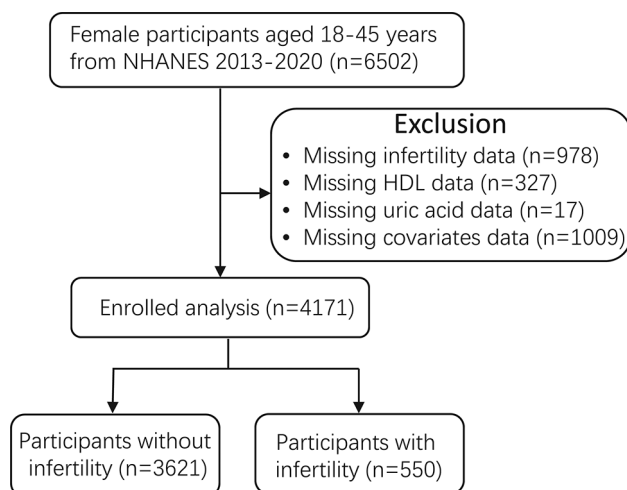 Female participants aged 18-45 years
from NHANES 2013-2020 (n=6502)
Exclusion
• Missing infertility data (n=978)
• Missing HDL data (n=327)
• Missing uric acid data (n=17)
• Missing covariates data (n=1009)
Enrolled analysis (n=4171)
Participants without
infertility (n=3621)
Participants with
infertility (n=550)